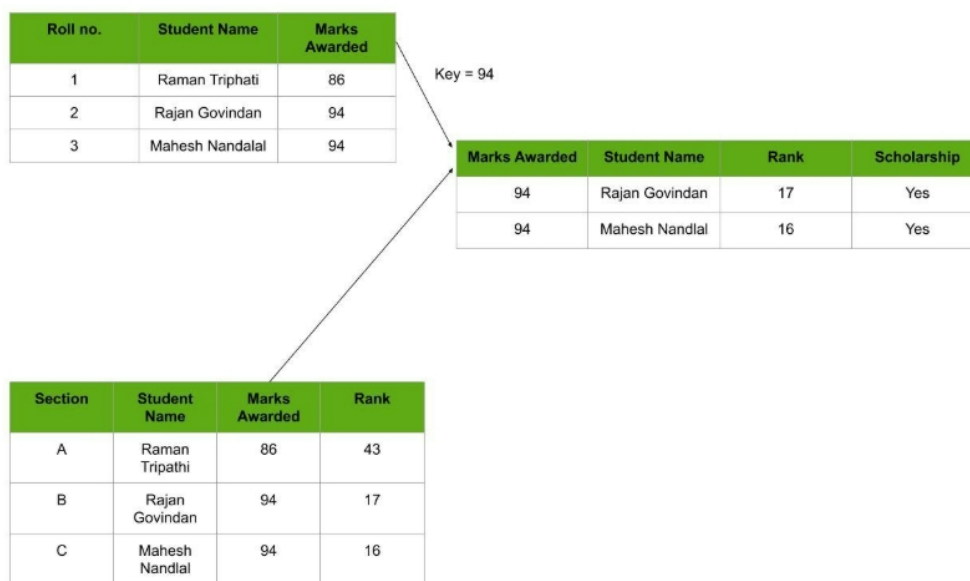 Roll no. Student Name Marks Awarded
1 Raman Triphati 86
2 Rajan Govindan 94
3 Mahesh Nandalal 94
Key = 94
Marks Awarded Student Name Rank Scholarship
94 Rajan Govindan 17 Yes
94 Mahesh Nandlal 16 Yes
Section Student Name Marks Awarded Rank
A Raman Tripathi 86 43
B Rajan Govindan 94 17
C Mahesh Nandlal 94 16